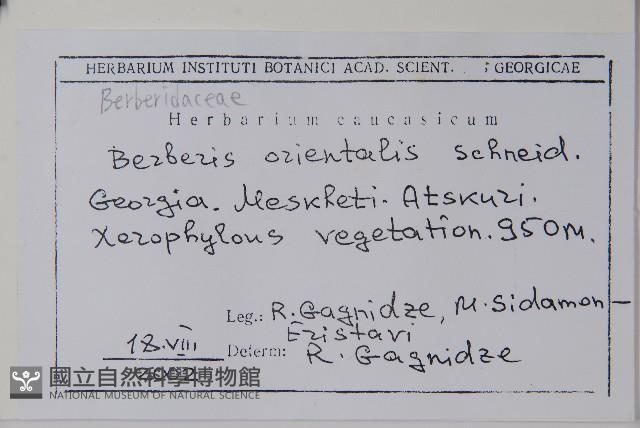 HERBARIUM INSTITUTI BOTANICI ACAD. SCIENT. ; GEORGICAE
Berberidaceae
Herbarium caucasicum
Berberis orientalis schneid.
Georgia. Meskheti. Atskuri.
Xerophylous vegetation. 950m.
Leg.: R. Gagnidze, M. Sidamon-
Eristavi
18.VIII
Determ: R. Gagnidze
2002
國立自然科學博物館
NATIONAL MUSEUM OF NATURAL SCIENCE